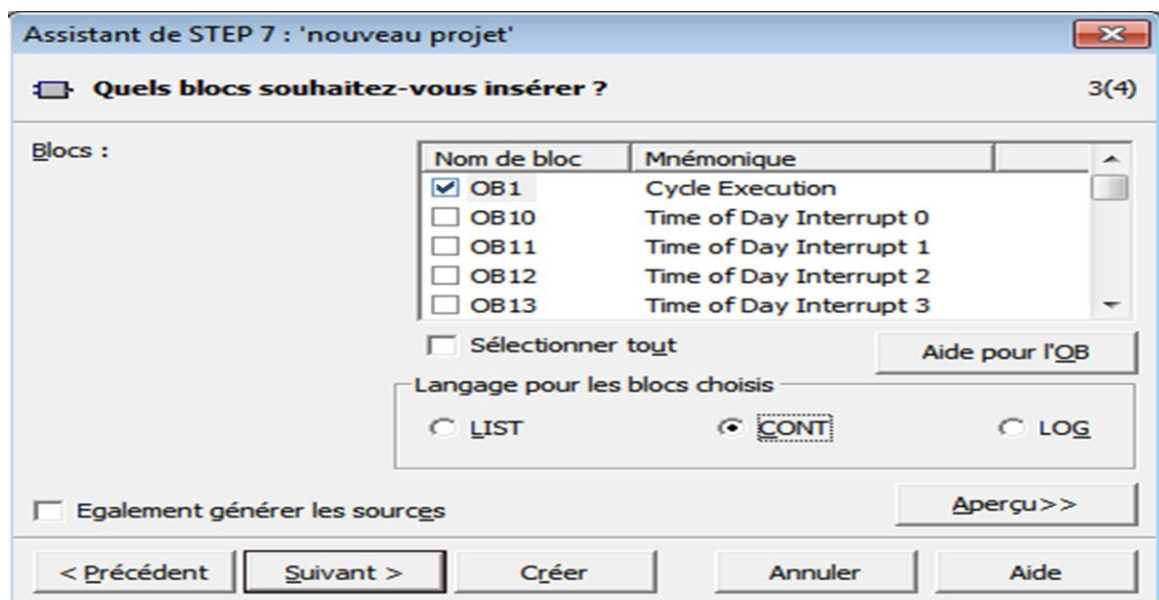 Assistant de STEP 7 : 'nouveau projet'
Quels blocs souhaitez-vous insérer ? 3(4)
Blocs :
Nom de bloc Mnémonique
OB1 Cycle Execution
OB10 Time of Day Interrupt 0
OB11 Time of Day Interrupt 1
OB12 Time of Day Interrupt 2
OB13 Time of Day Interrupt 3
Sélectionner tout
Aide pour l'OB
Langage pour les blocs choisis
LIST CONT LOG
Egalement générer les sources
Aperçu>>
< Précédent Suivant > Créer Annuler Aide